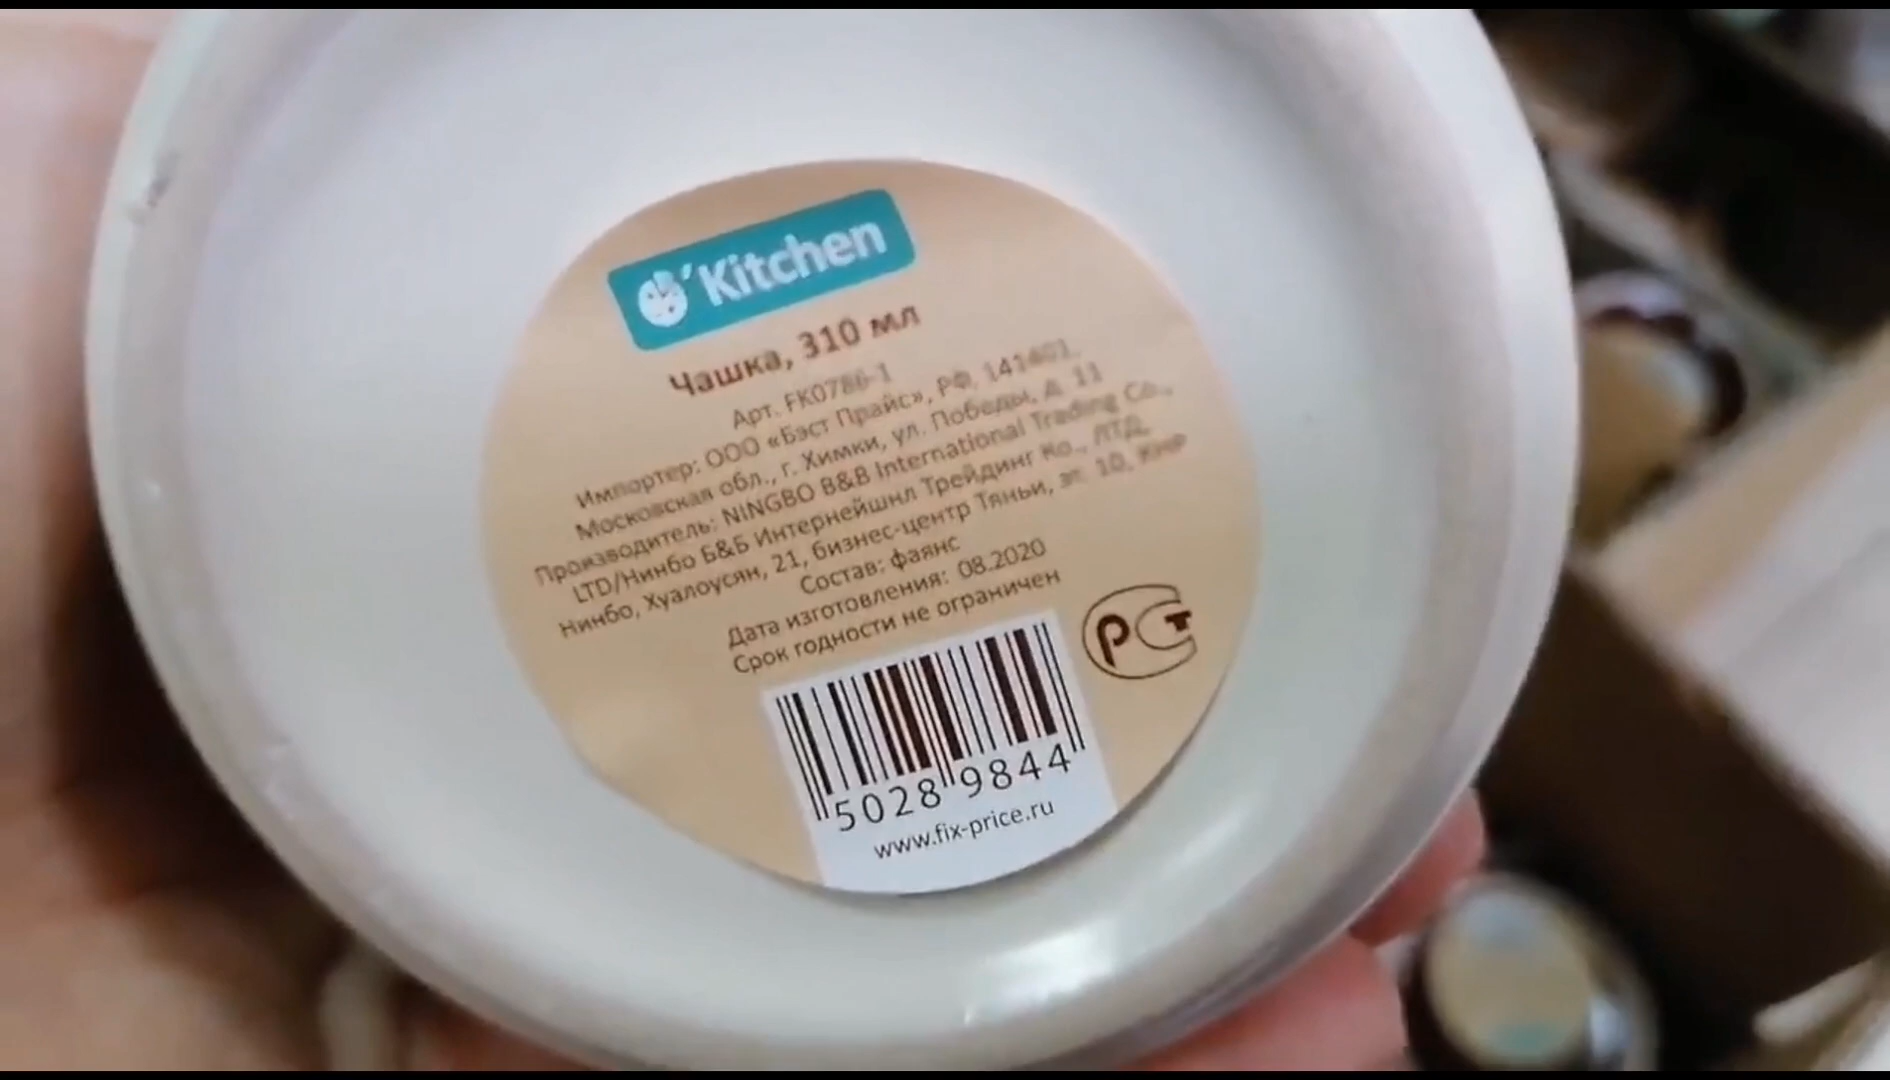 'Kitchen
Чашка, 310 мл
Арт. FK0786-1
Импортер: ООО «Бэст Прайс», РФ, 141401,
Московская обл., г. Химки, ул. Победы, д. 11
Производитель: NINGBO B&B International Trading Co.,
LTD/Нинбо Б&Б Интернейшнл Трейдинг Ко., ЛТД,
Нинбо, Хуалоусян, 21, бизнес-центр Тяньи, эт. 10, КНР
Состав: фаянс
Дата изготовления: 08.2020
Срок годности не ограничен
РСТ
5028 9844
www.fix-price.ru